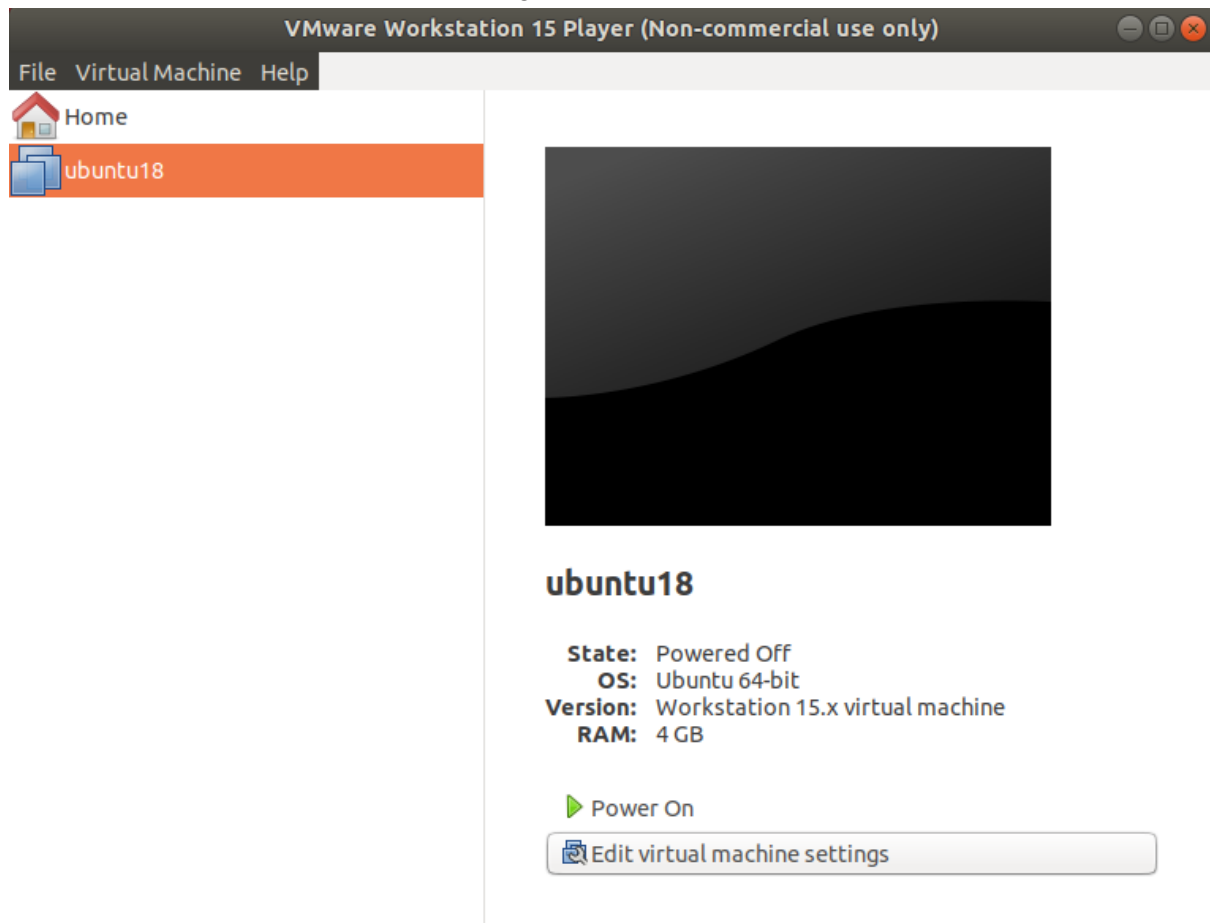 VMware Workstation 15 Player (Non-commercial use only)
File Virtual Machine Help
Home
ubuntu18
ubuntu18
State: Powered Off
OS: Ubuntu 64-bit
Version: Workstation 15.x virtual machine
RAM: 4 GB
Power On
Edit virtual machine settings